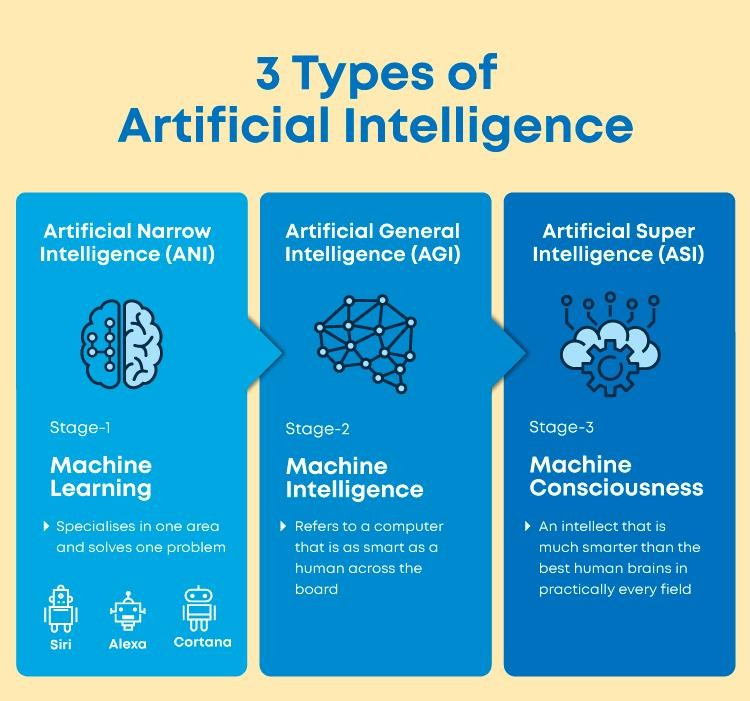 3 Types of
Artificial Intelligence
Artificial Narrow
Intelligence (ANI)
Stage-1
Machine
Learning
Specialises in one area
and solves one problem
Siri
Alexa
Cortana
Artificial General
Intelligence (AGI)
Stage-2
Machine
Intelligence
Refers to a computer
that is as smart as a
human across the
board
Artificial Super
Intelligence (ASI)
Stage-3
Machine
Consciousness
An intellect that is
much smarter than the
best human brains in
practically every field